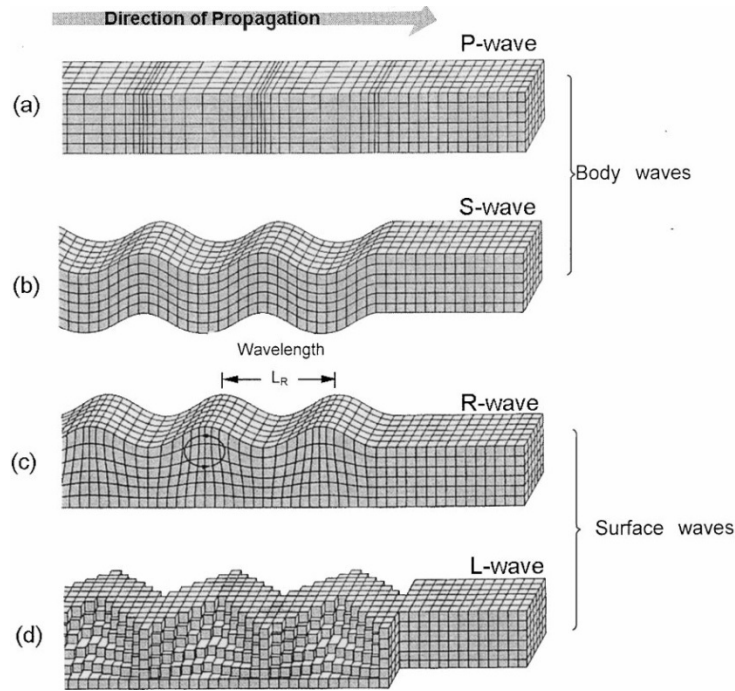 Direction of Propagation
P-wave
(a)
Body waves
S-wave
(b)
Wavelength
L_R
R-wave
(c)
Surface waves
L-wave
(d)